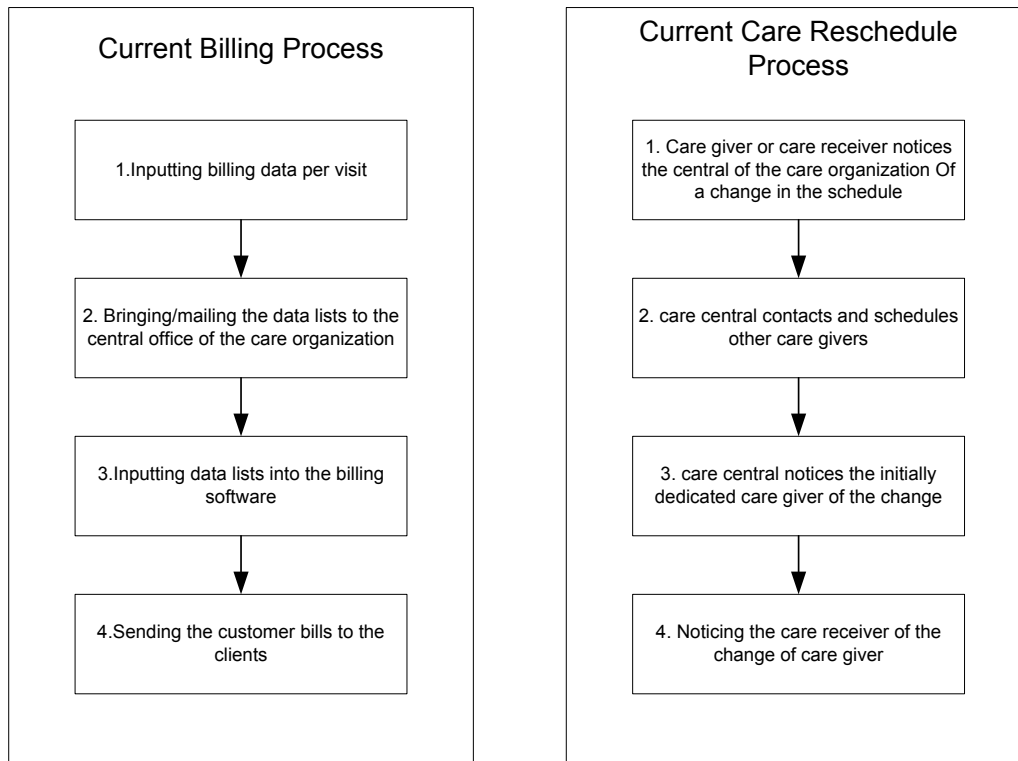 Current Billing Process
1.Inputting billing data per visit
2. Bringing/mailing the data lists to the
central office of the care organization
3.Inputting data lists into the billing
software
4.Sending the customer bills to the
clients
Current Care Reschedule
Process
1. Care giver or care receiver notices
the central of the care organization Of
a change in the schedule
2. care central contacts and schedules
other care givers
3. care central notices the initially
dedicated care giver of the change
4. Noticing the care receiver of the
change of care giver